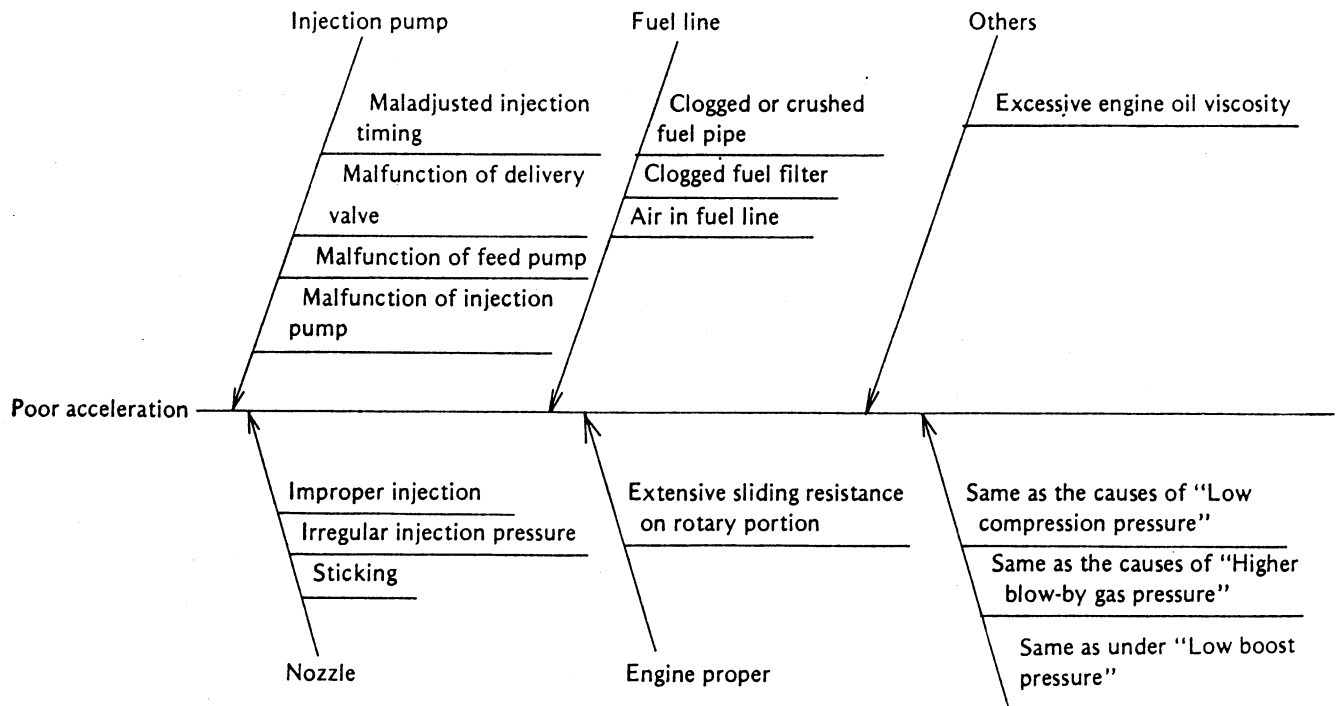 Injection pump
Fuel line
Others
Maladjusted injection
timing
Malfunction of delivery
valve
Malfunction of feed pump
Malfunction of injection
pump
Clogged or crushed
fuel pipe
Clogged fuel filter
Air in fuel line
Excessive engine oil viscosity
Poor acceleration
Improper injection
Irregular injection pressure
Sticking
Nozzle
Extensive sliding resistance
on rotary portion
Engine proper
Same as the causes of “Low
compression pressure”
Same as the causes of “Higher
blow-by gas pressure”
Same as under “Low boost
pressure”